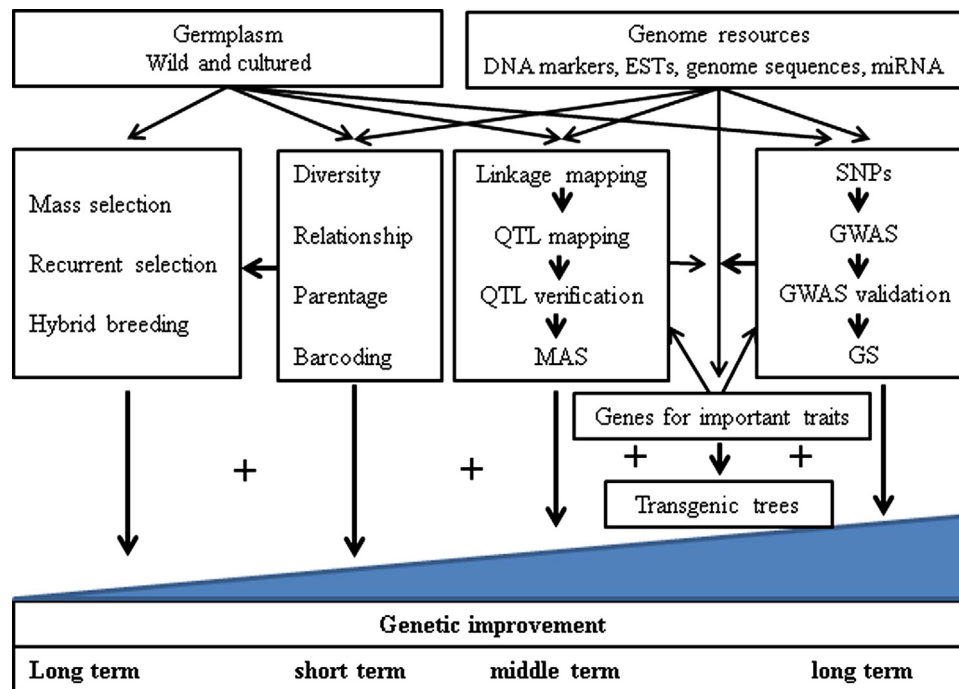 Germplasm
Wild and cultured
Genome resources
DNA markers, ESTs, genome sequences, miRNA
Mass selection
Recurrent selection
Hybrid breeding
Diversity
Relationship
Parentage
Barcoding
Linkage mapping
QTL mapping
QTL verification
MAS
SNPs
GWAS
GWAS validation
GS
Genes for important traits
+
+
+
+
Transgenic trees
Genetic improvement
Long term short term middle term long term